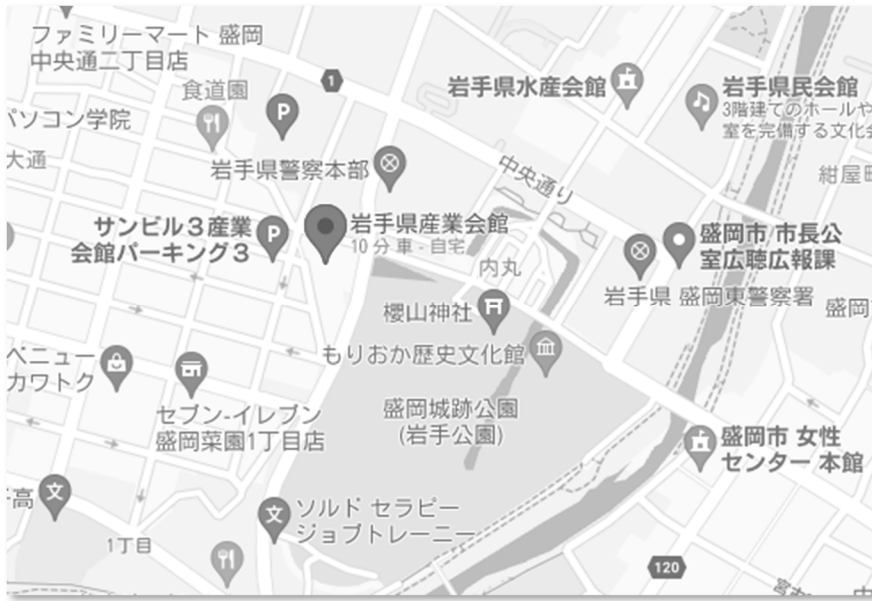 ファミリーマート 盛岡
中央通二丁目店
食道園
P
1
岩手県水産会館
岩手県民会館
3階建てのホールや
室を完備する文化会
パソコン学院
大通
岩手県警察本部
中央通り
紺屋町
サンビル3産業
会館パーキング3
P
岩手県産業会館
10 分 車 - 自宅
盛岡市 市長公
室広聴広報課
内丸
岩手県 盛岡東警察署
盛岡
櫻山神社
もりおか歴史文化館
ベニュー
カワトク
セブン-イレブン
盛岡菜園1丁目店
盛岡城跡公園
(岩手公園)
盛岡市 女性
センター 本館
高
文
文
ソルド セラピー
ジョブトレーニー
1丁目
120